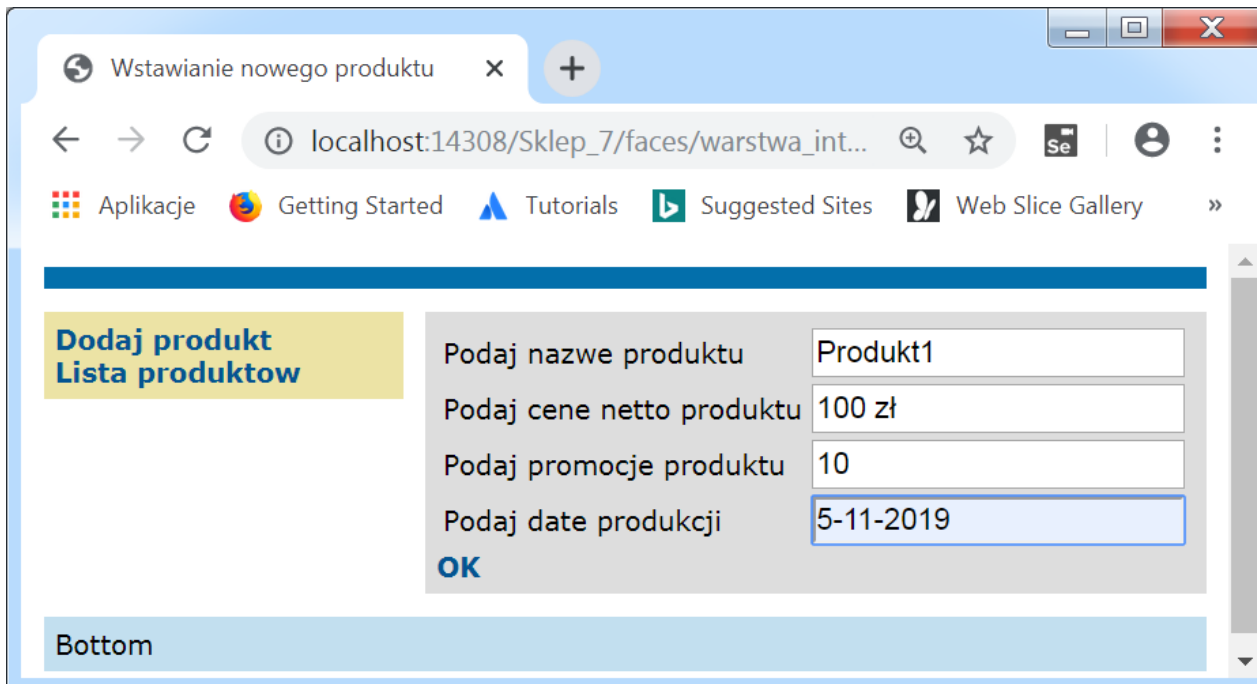 Wstawianie nowego produktu
localhost:14308/Sklep_7/faces/warstwa_int...
Se
Aplikacje Getting Started Tutorials Suggested Sites Web Slice Gallery »
Dodaj produkt
Lista produktow
Podaj nazwe produktu Produkt1
Podaj cene netto produktu 100 zł
Podaj promocje produktu 10
Podaj date produkcji 5-11-2019
OK
Bottom